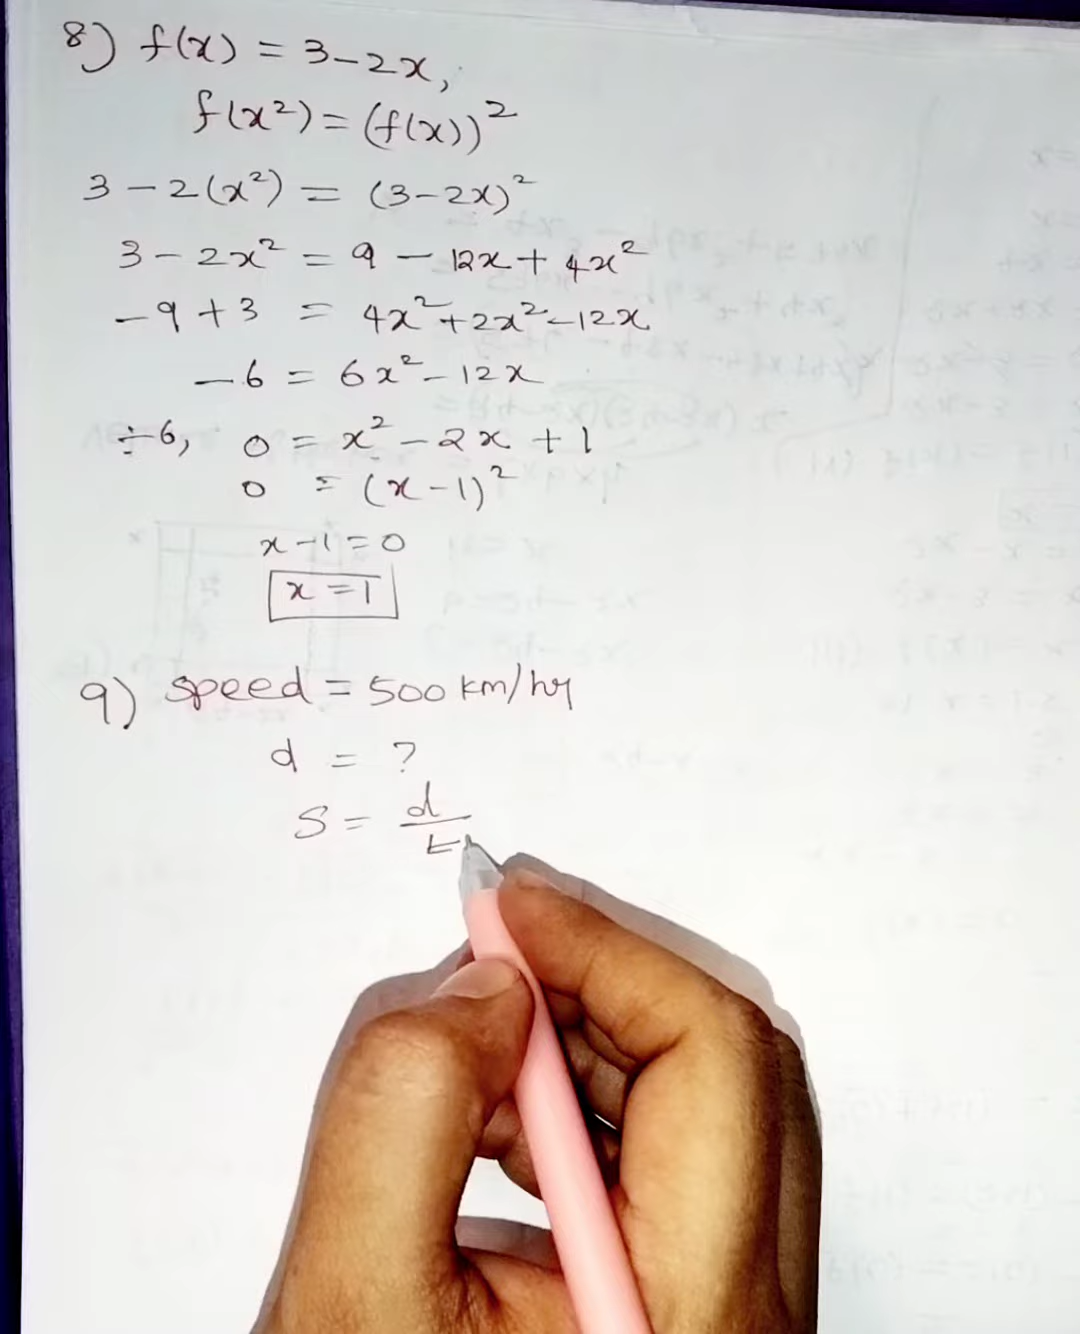 8) f(x) = 3-2x,
f(x²) = (f(x))²
3 - 2(x²) = (3-2x)²
3 - 2x² = 9 - 12x + 4x²
-9 + 3 = 4x² + 2x² - 12x
-6 = 6x² - 12x
÷6, 0 = x² - 2x + 1
0 = (x-1)²
x-1 = 0
x = 1
9) speed = 500 km/hr
d = ?
S = d/t